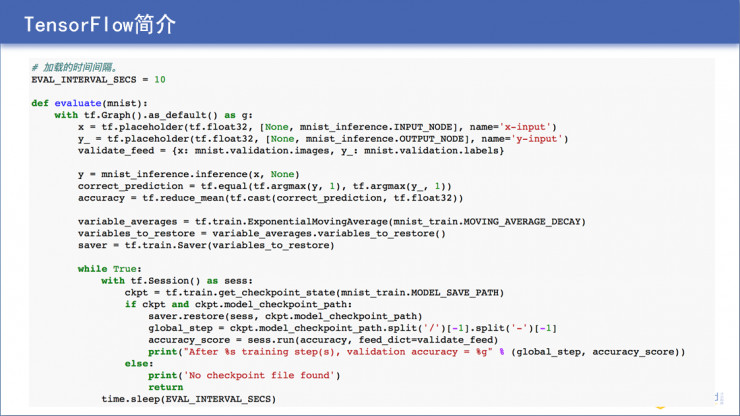 TensorFlow简介
# 加载的时间间隔。
EVAL_INTERVAL_SECS = 10
def evaluate(mnist):
    with tf.Graph().as_default() as g:
        x = tf.placeholder(tf.float32, [None, mnist_inference.INPUT_NODE], name='x-input')
        y_ = tf.placeholder(tf.float32, [None, mnist_inference.OUTPUT_NODE], name='y-input')
        validate_feed = {x: mnist.validation.images, y_: mnist.validation.labels}
        y = mnist_inference.inference(x, None)
        correct_prediction = tf.equal(tf.argmax(y, 1), tf.argmax(y_, 1))
        accuracy = tf.reduce_mean(tf.cast(correct_prediction, tf.float32))
        variable_averages = tf.train.ExponentialMovingAverage(mnist_train.MOVING_AVERAGE_DECAY)
        variables_to_restore = variable_averages.variables_to_restore()
        saver = tf.train.Saver(variables_to_restore)
        while True:
            with tf.Session() as sess:
                ckpt = tf.train.get_checkpoint_state(mnist_train.MODEL_SAVE_PATH)
                if ckpt and ckpt.model_checkpoint_path:
                    saver.restore(sess, ckpt.model_checkpoint_path)
                    global_step = ckpt.model_checkpoint_path.split('/')[-1].split('-')[-1]
                    accuracy_score = sess.run(accuracy, feed_dict=validate_feed)
                    print("After %s training step(s), validation accuracy = %g" % (global_step, accuracy_score))
                else:
                    print('No checkpoint file found')
                    return
            time.sleep(EVAL_INTERVAL_SECS)